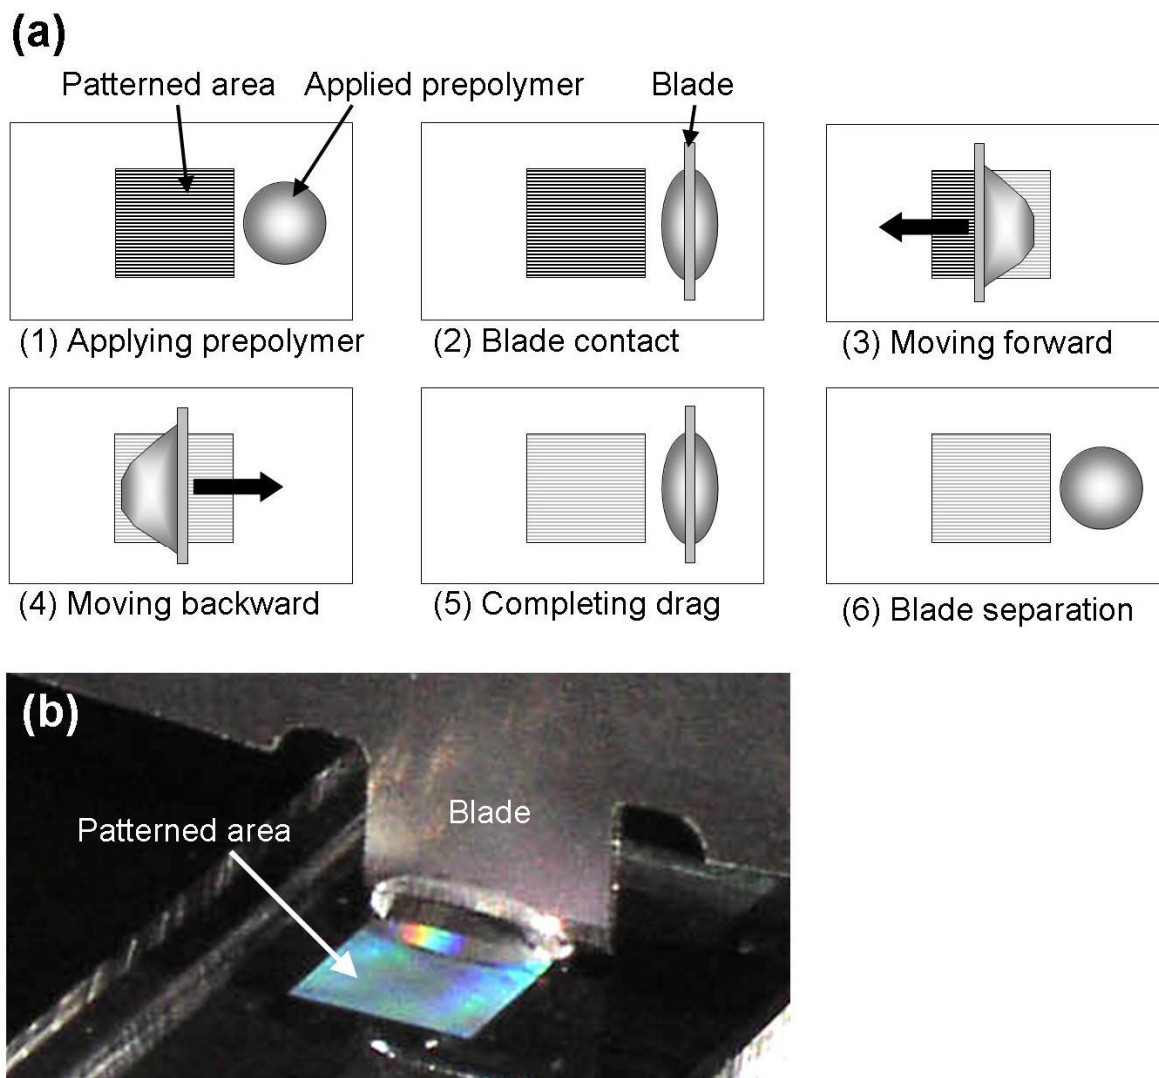 (a)
Patterned area Applied prepolymer Blade
(1) Applying prepolymer (2) Blade contact (3) Moving forward
(4) Moving backward (5) Completing drag (6) Blade separation
(b)
Blade
Patterned area